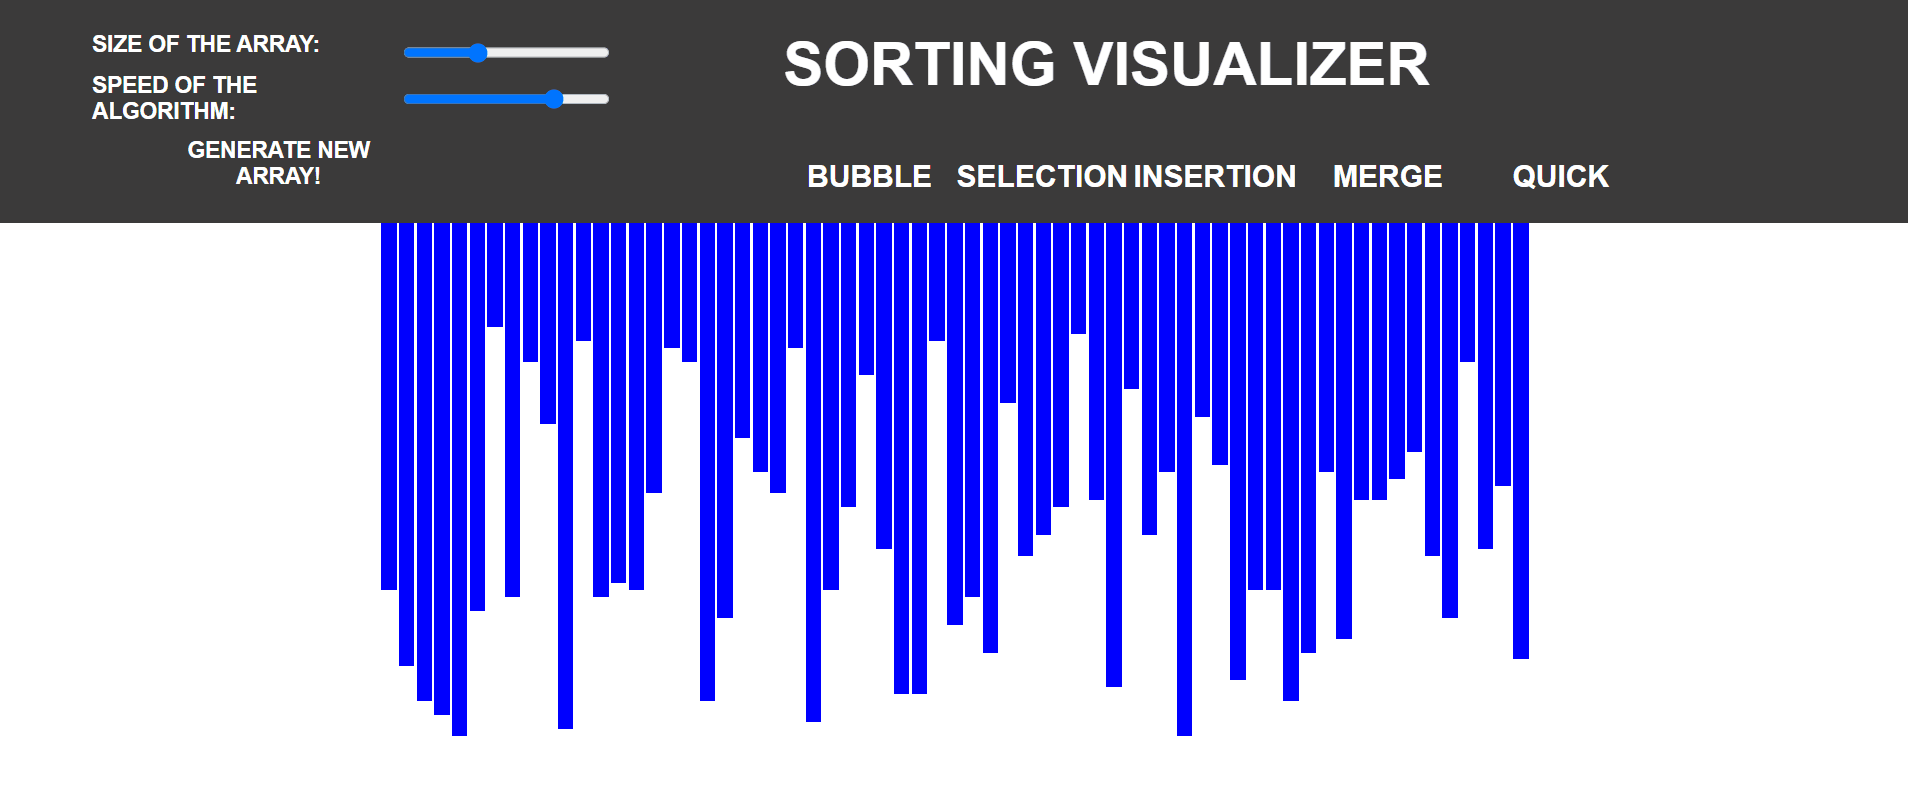 SIZE OF THE ARRAY:
SPEED OF THE
ALGORITHM:
GENERATE NEW
ARRAY!
SORTING VISUALIZER
BUBBLE SELECTION INSERTION MERGE QUICK